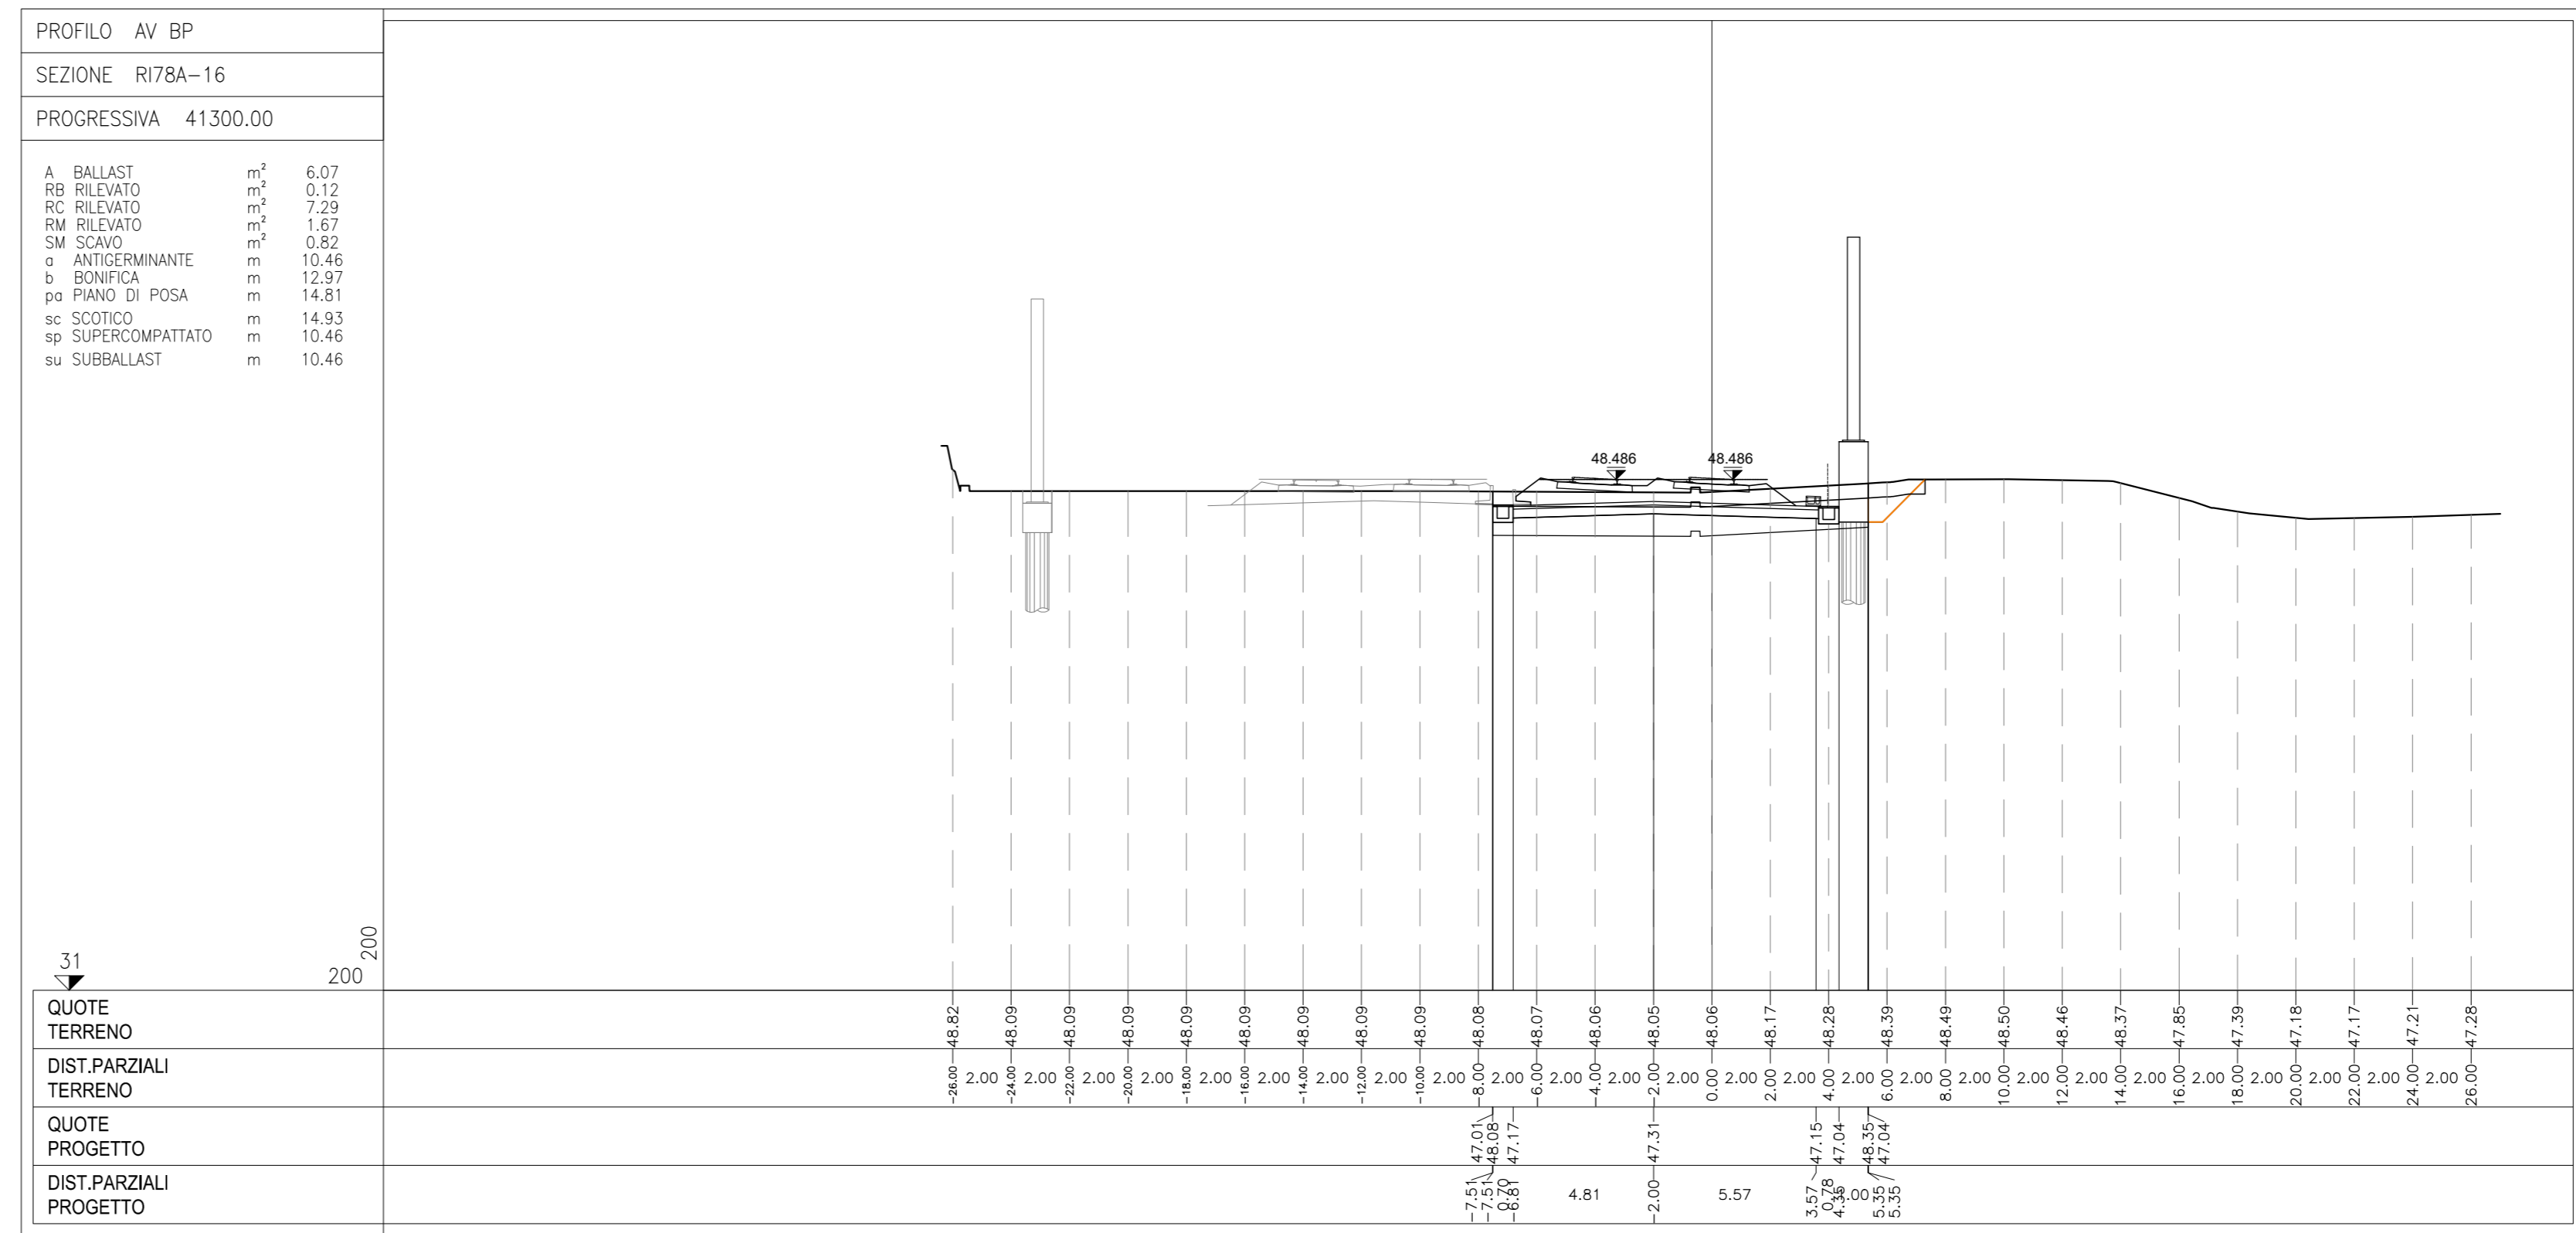 PROFILO AV BP
SEZIONE RI78A-16
PROGRESSIVA 41300.00
A BALLAST m² 6.07
RB RILEVATO m² 0.12
RC RILEVATO m² 7.29
RM RILEVATO m² 1.67
SM SCAVO m² 0.82
a ANTIGERMINANTE m 10.46
b BONIFICA m 12.97
pa PIANO DI POSA m 14.81
sc SCOTICO m 14.93
sp SUPERCOMPATTATO m 10.46
su SUBBALLAST m 10.46
48.486 48.486
31
200
200
QUOTE
TERRENO
48.82 48.09 48.09 48.09 48.09 48.09 48.09 48.09 48.09 48.08 48.07 48.06 48.05 48.06 48.17 48.28 48.39 48.49 48.50 48.46 48.37 47.85 47.39 47.18 47.17 47.21 47.28
DIST.PARZIALI
TERRENO
-26.00 2.00 -24.00 2.00 -22.00 2.00 -20.00 2.00 -18.00 2.00 -16.00 2.00 -14.00 2.00 -12.00 2.00 -10.00 2.00 -8.00 2.00 -6.00 2.00 -4.00 2.00 -2.00 2.00 0.00 2.00 2.00 2.00 4.00 2.00 6.00 2.00 8.00 2.00 10.00 2.00 12.00 2.00 14.00 2.00 16.00 2.00 18.00 2.00 20.00 2.00 22.00 2.00 24.00 2.00 26.00
QUOTE
PROGETTO
47.01 48.08 47.17 47.31 47.15 47.04 48.35 47.04
DIST.PARZIALI
PROGETTO
-7.51 -7.51 0.70 -6.81 4.81 -2.00 5.57 3.57 0.78 4.35 1.00 5.35 5.35